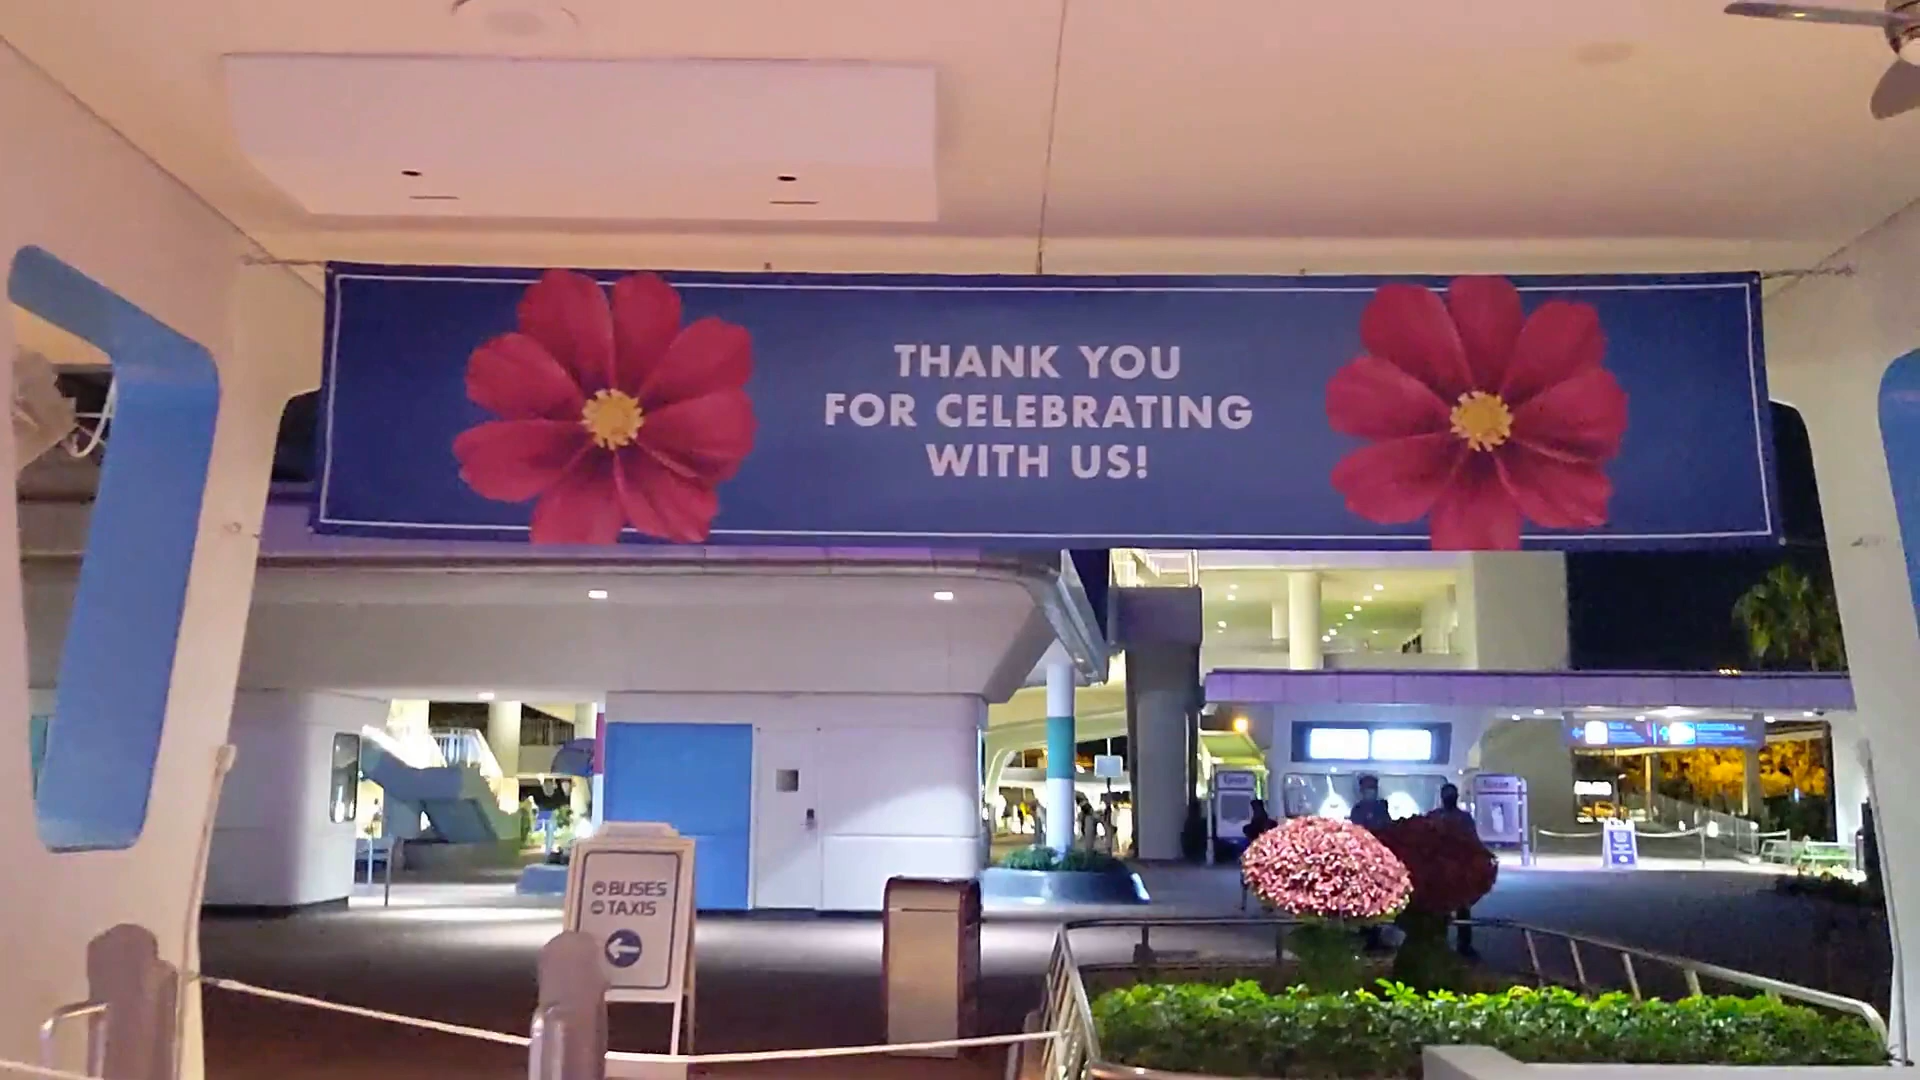 THANK YOU
FOR CELEBRATING
WITH US!
BUSES
TAXIS